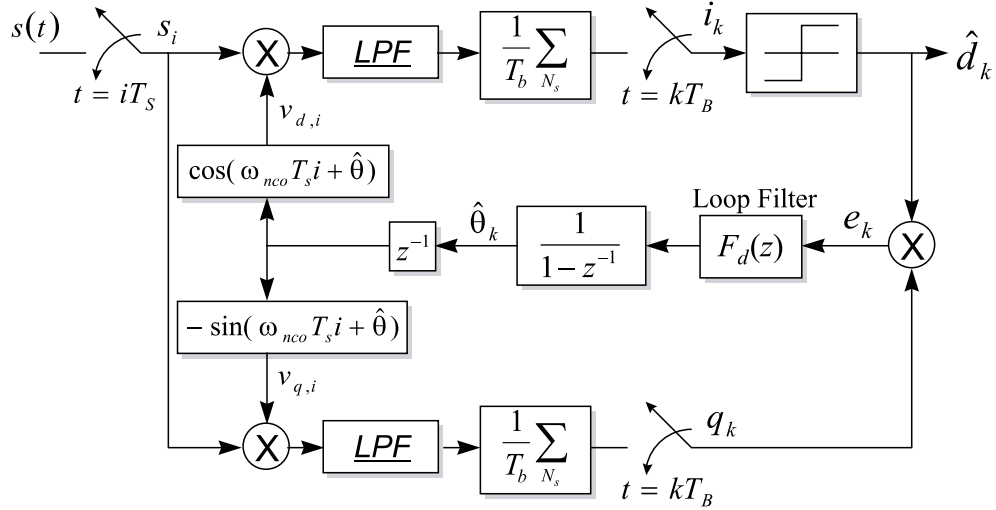 s(t)
s_i
t = iT_S
X
LPF
1/T_b ∑ N_s
i_k
t = kT_B
d̂_k
v_{d,i}
cos(ω_{nco}T_s i + θ̂)
z^{-1}
θ̂_k
1/(1 − z^{-1})
Loop Filter
F_d(z)
e_k
X
− sin(ω_{nco}T_s i + θ̂)
v_{q,i}
X
LPF
1/T_b ∑ N_s
q_k
t = kT_B